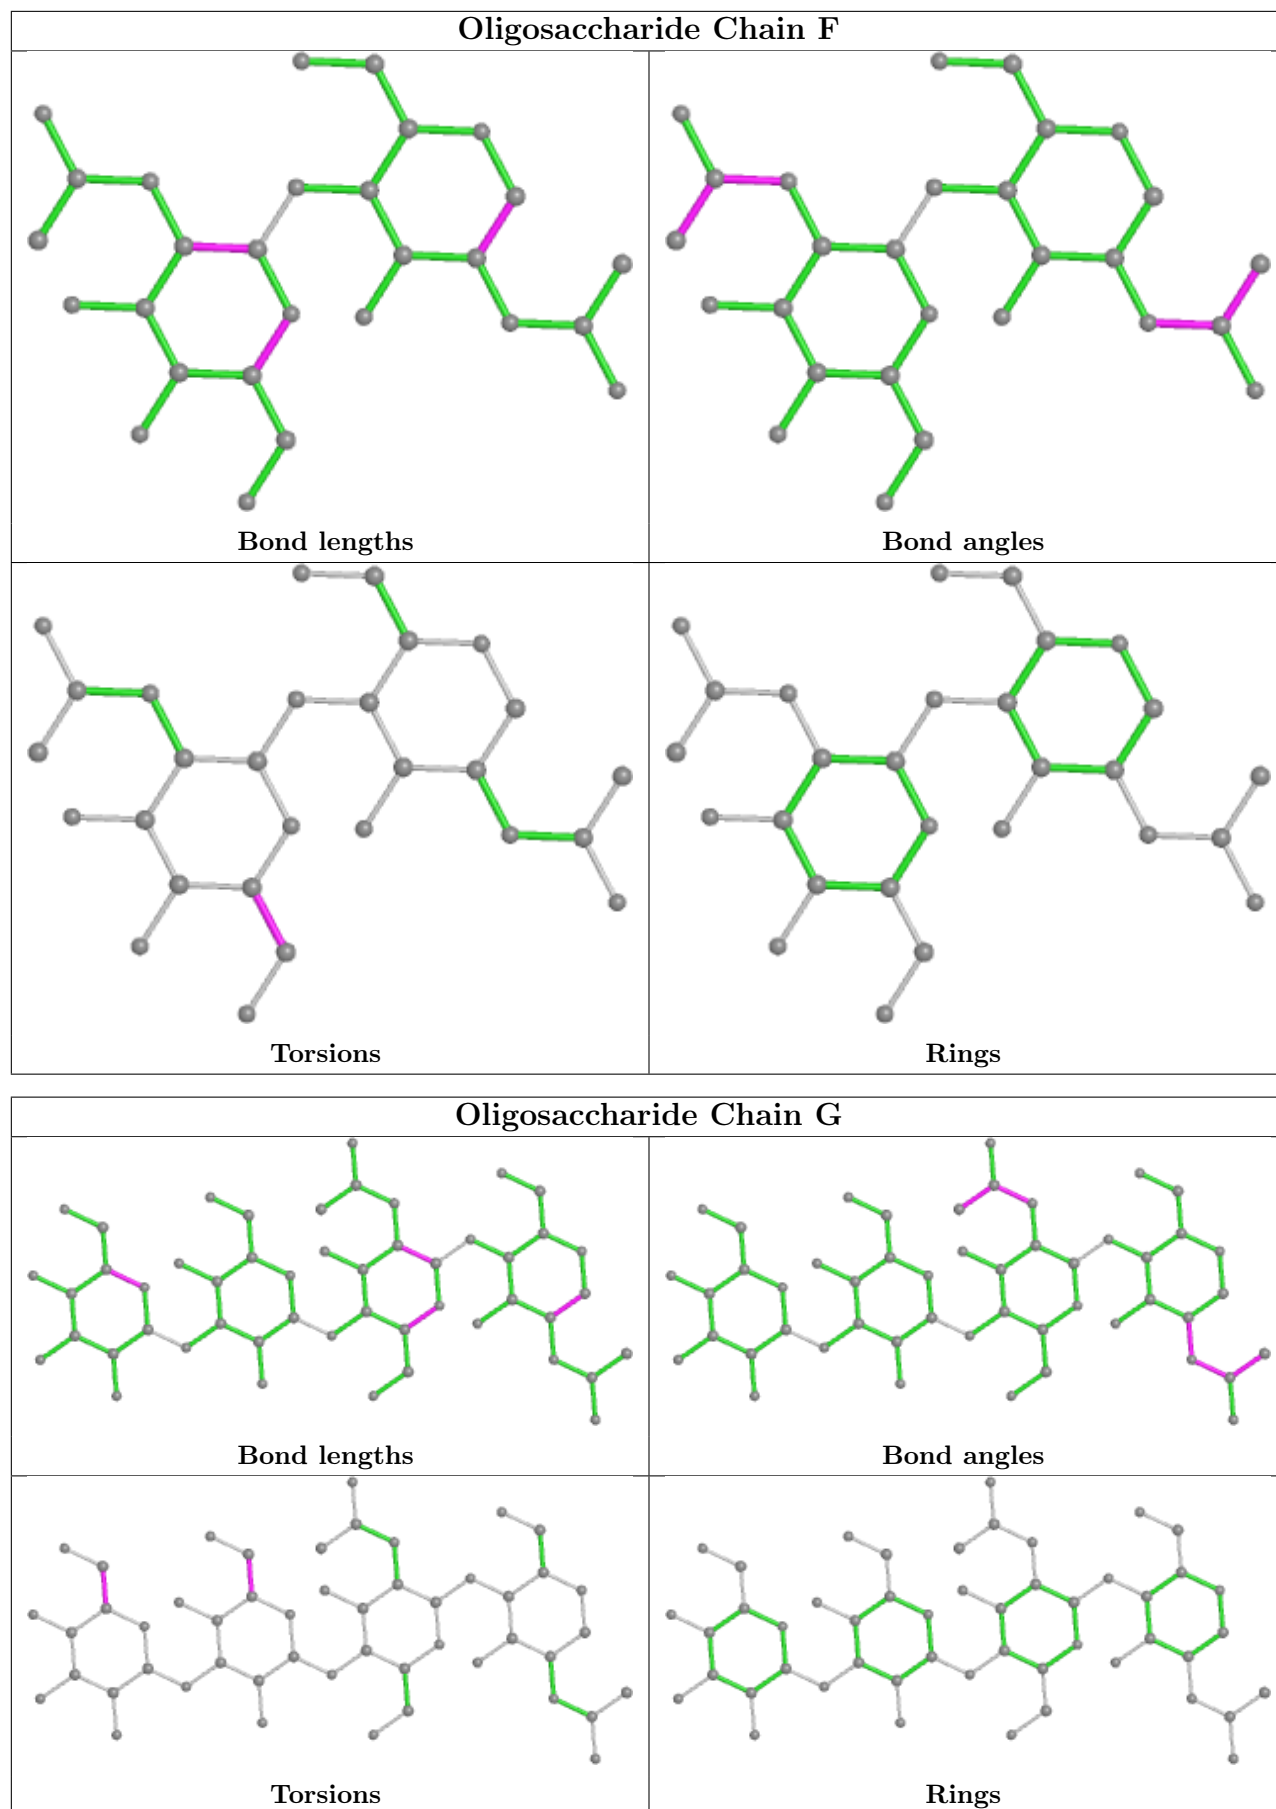 Oligosaccharide Chain F
Bond lengths
Bond angles
Torsions
Rings
Oligosaccharide Chain G
Bond lengths
Bond angles
Torsions
Rings